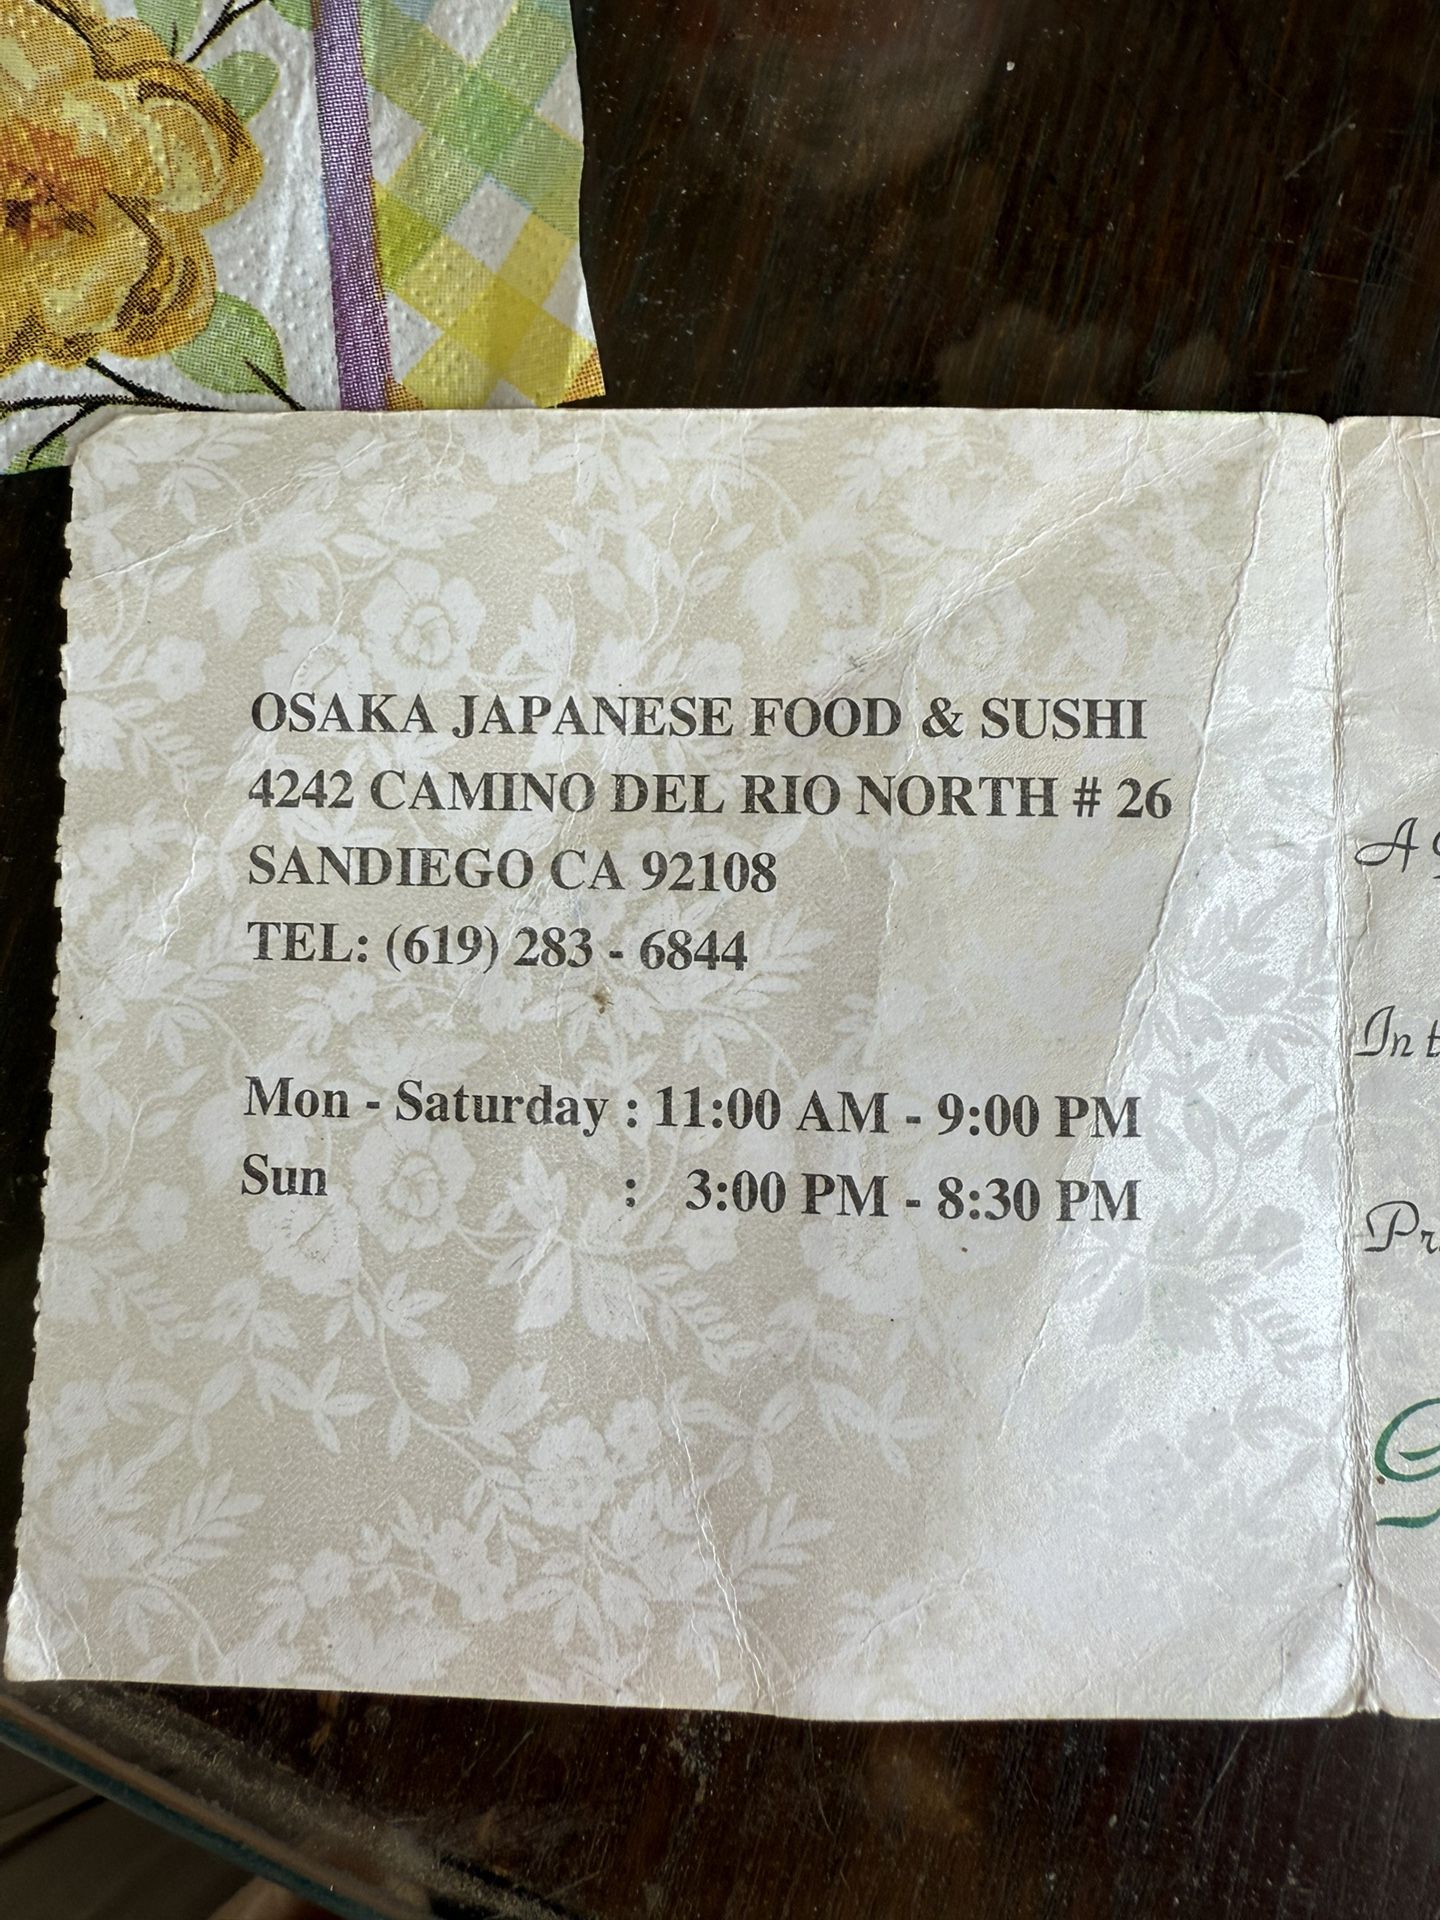 OSAKA JAPANESE FOOD & SUSHI
4242 CAMINO DEL RIO NORTH # 26
SANDIEGO CA 92108
TEL: (619) 283 - 6844
Mon - Saturday : 11:00 AM - 9:00 PM
Sun : 3:00 PM - 8:30 PM
A
In